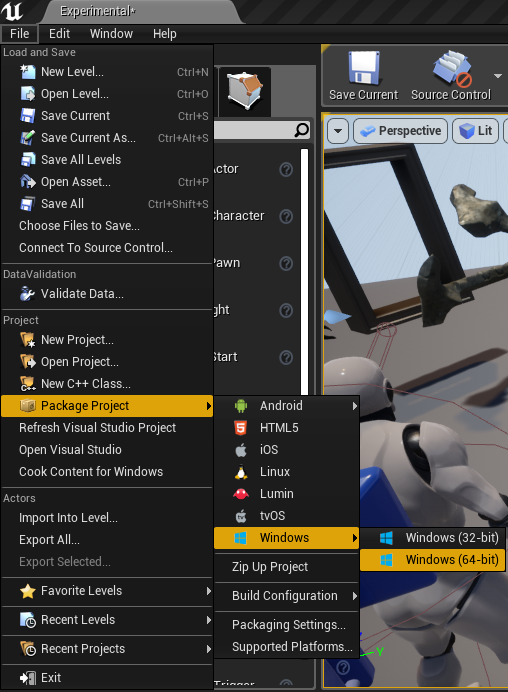 Experimental*
File Edit Window Help
Load and Save
New Level... Ctrl+N
Open Level... Ctrl+O
Save Current Ctrl+S
Save Current As... Ctrl+Alt+S
Save All Levels
Open Asset... Ctrl+P
Save All Ctrl+Shift+S
Choose Files to Save...
Connect To Source Control...
DataValidation
Validate Data...
Project
New Project...
Open Project...
New C++ Class...
Package Project
Refresh Visual Studio Project
Open Visual Studio
Cook Content for Windows
Actors
Import Into Level...
Export All...
Export Selected...
Favorite Levels
Recent Levels
Recent Projects
Exit
Save Current
Source Control
Perspective
Lit
Actor
Character
Pawn
ght
Start
Android
HTML5
iOS
Linux
Lumin
tvOS
Windows
Zip Up Project
Build Configuration
Packaging Settings...
Supported Platforms...
Windows (32-bit)
Windows (64-bit)
Y